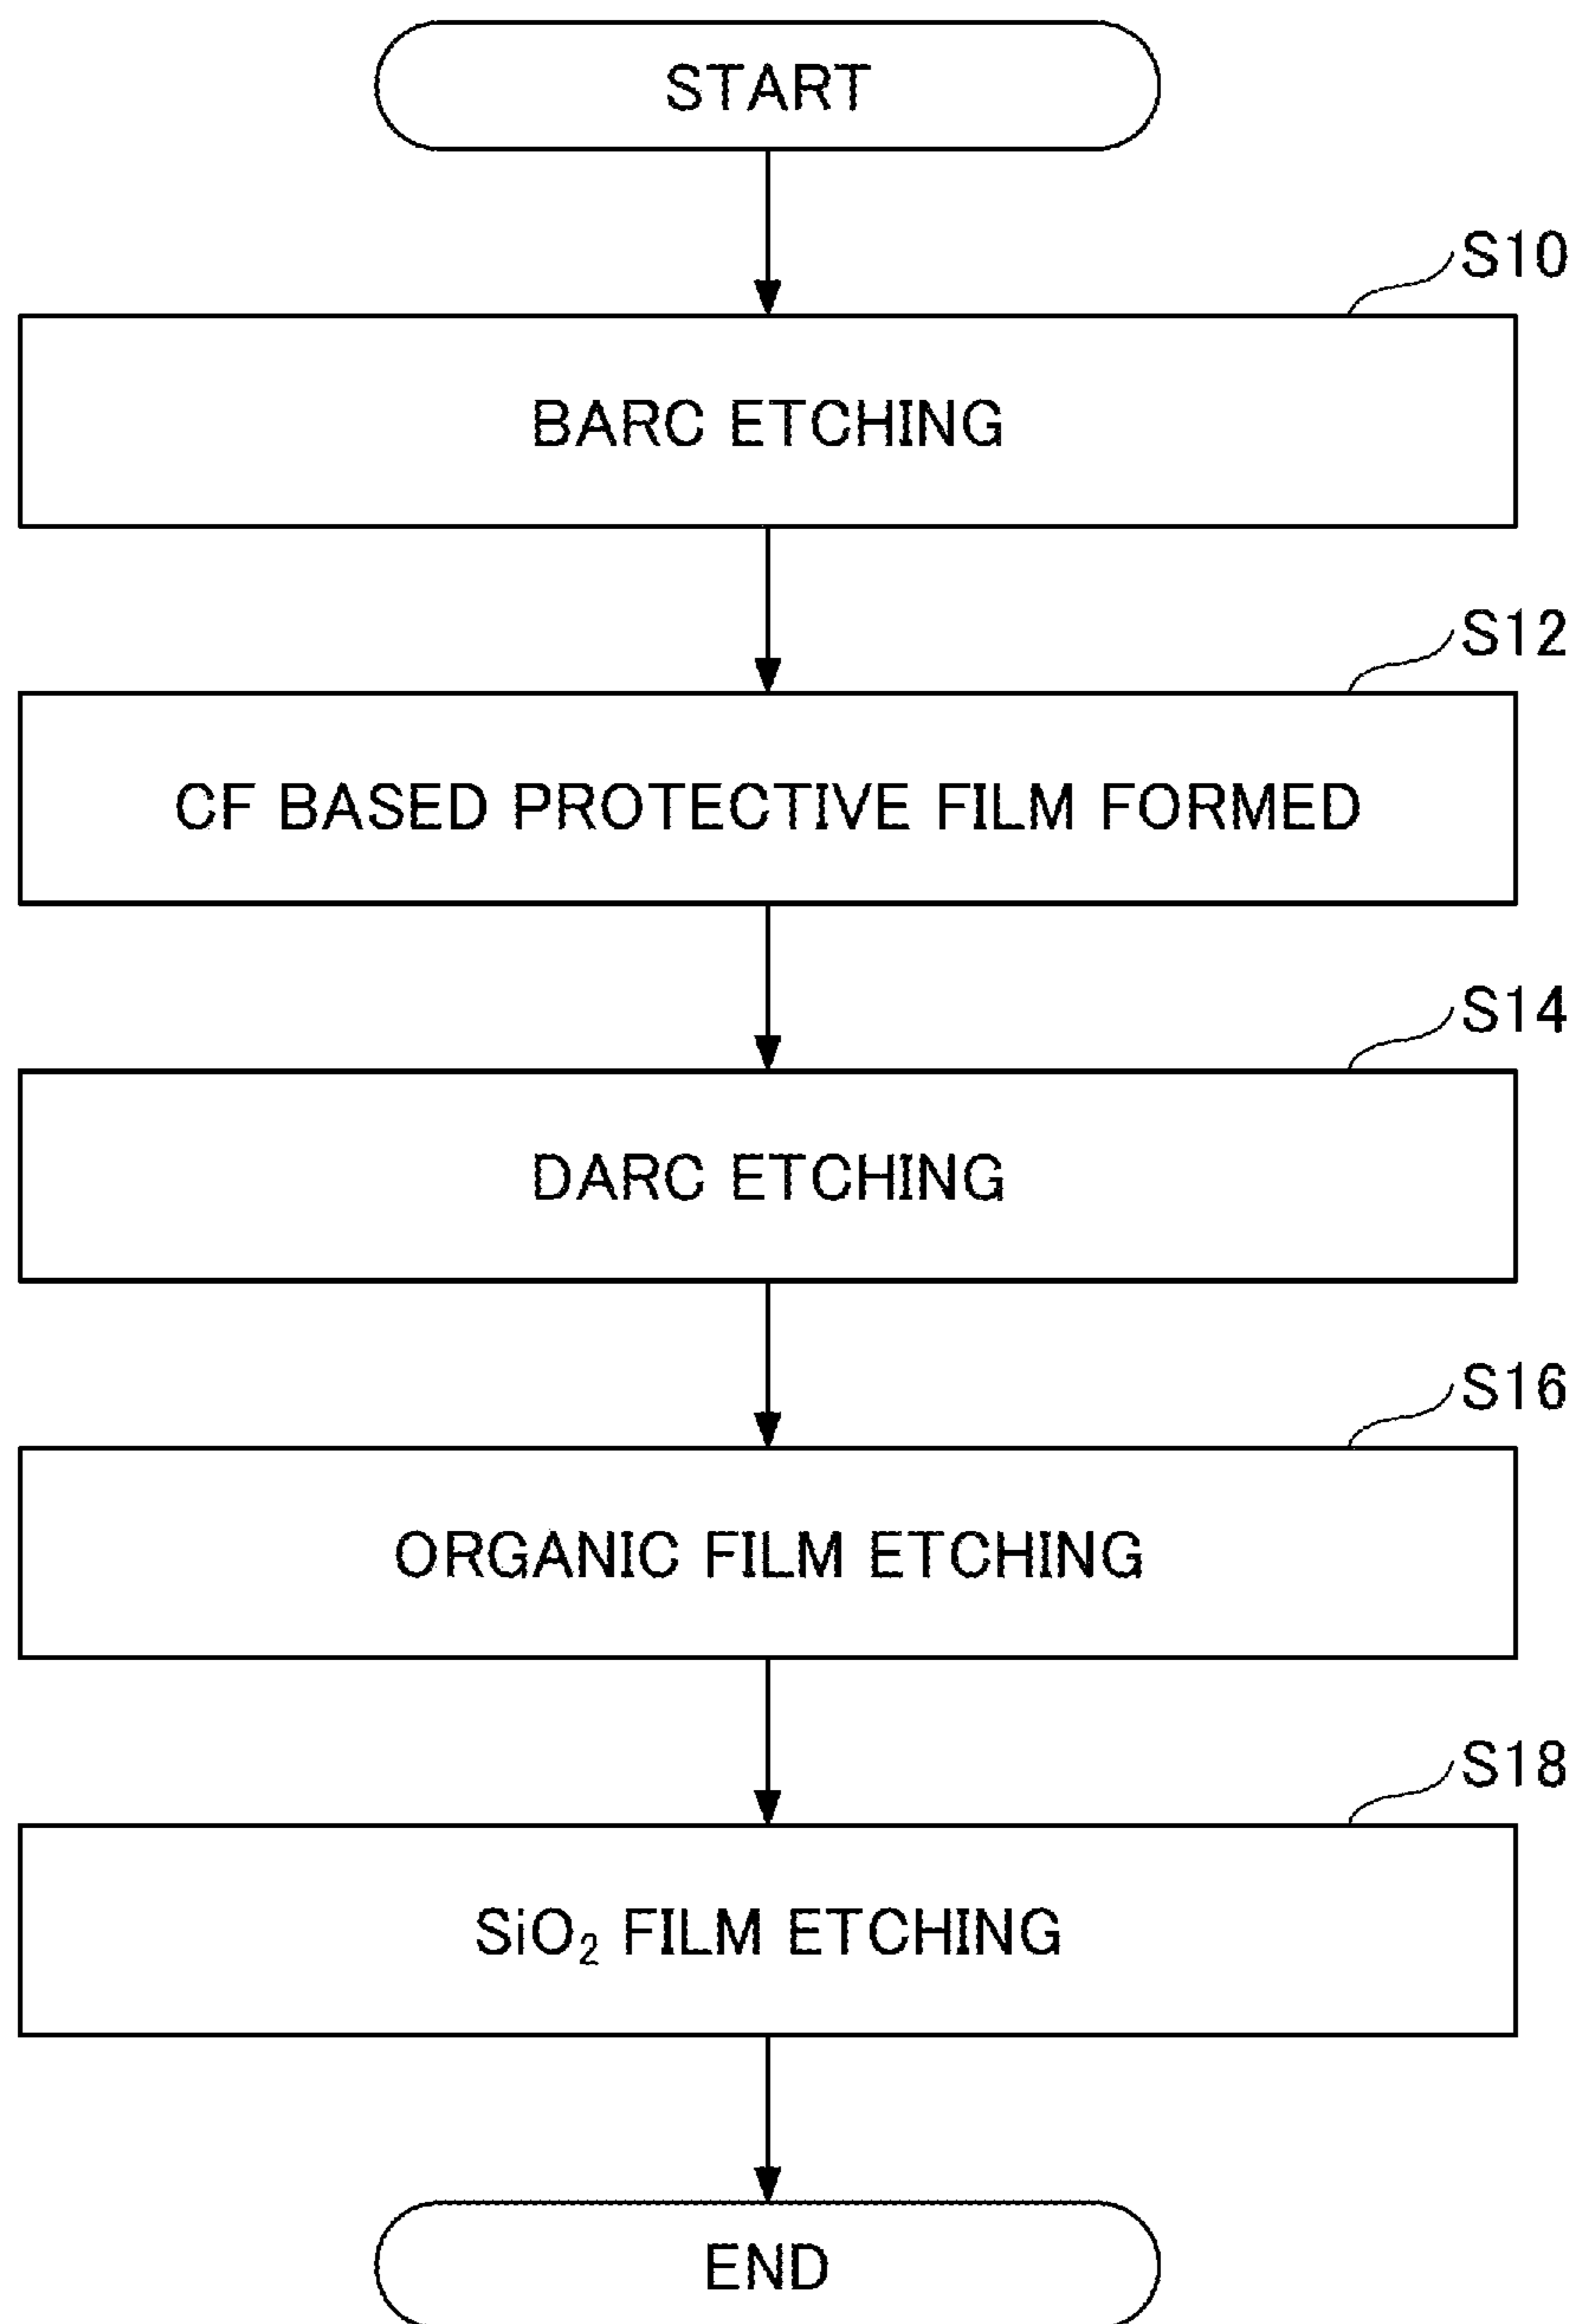 START
S10
BARC ETCHING
S12
CF BASED PROTECTIVE FILM FORMED
S14
DARC ETCHING
S16
ORGANIC FILM ETCHING
S18
SiO₂ FILM ETCHING
END